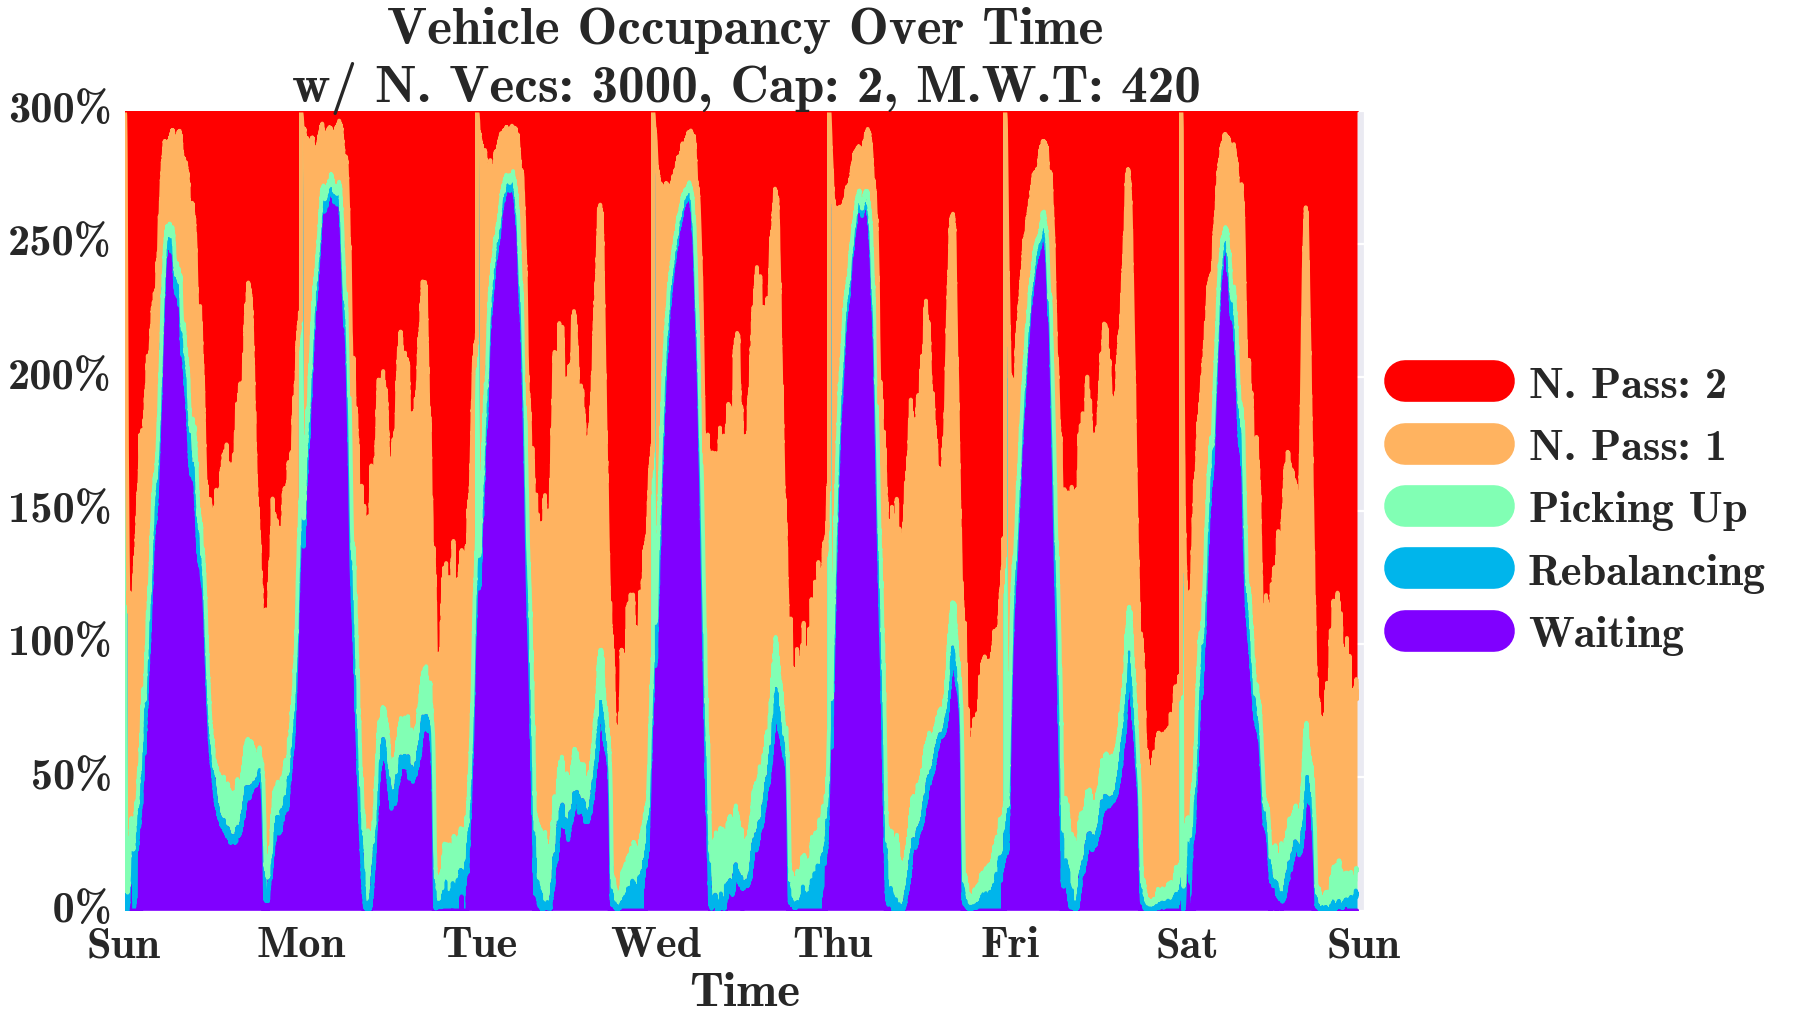 Vehicle Occupancy Over Time
w/ N. Vecs: 3000, Cap: 2, M.W.T: 420
300%
250%
200%
150%
100%
50%
0%
Sun Mon Tue Wed Thu Fri Sat Sun
Time
N. Pass: 2
N. Pass: 1
Picking Up
Rebalancing
Waiting